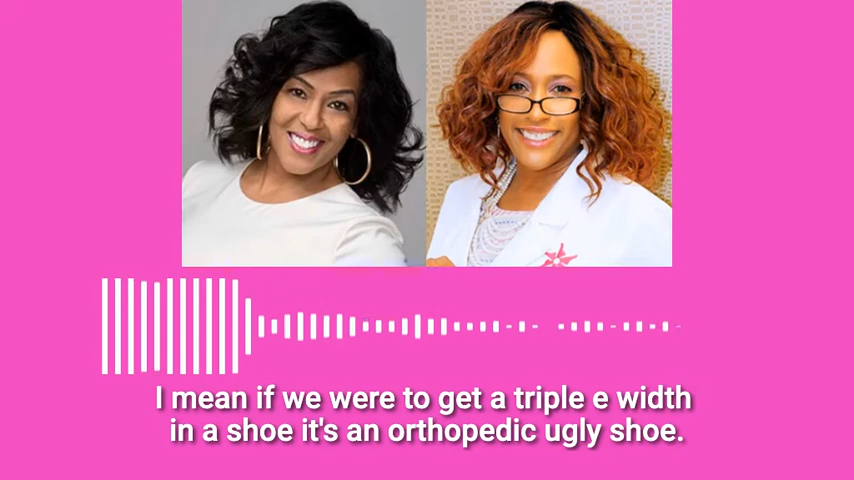 I mean if we were to get a triple e width
in a shoe it's an orthopedic ugly shoe.